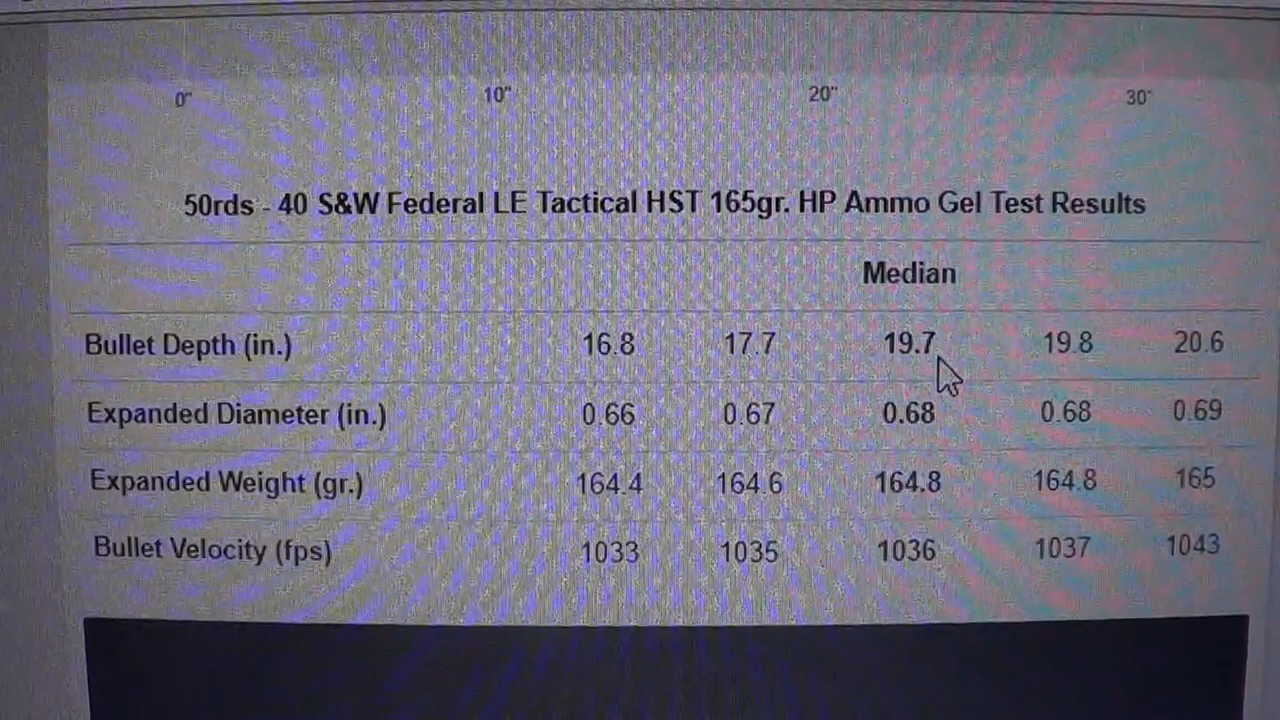 0" 10" 20" 30"
50rds - 40 S&W Federal LE Tactical HST 165gr. HP Ammo Gel Test Results
Median
Bullet Depth (in.) 16.8 17.7 19.7 19.8 20.6
Expanded Diameter (in.) 0.66 0.67 0.68 0.68 0.69
Expanded Weight (gr.) 164.4 164.6 164.8 164.8 165
Bullet Velocity (fps) 1033 1035 1036 1037 1043